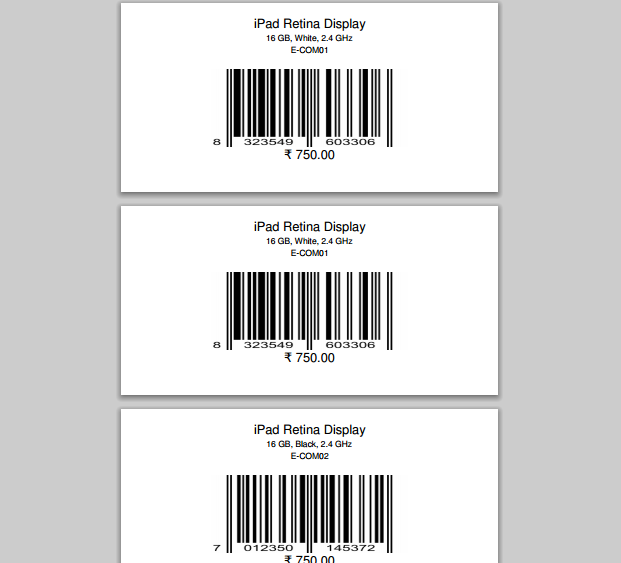 iPad Retina Display
16 GB, White, 2.4 GHz
E-COM01
8 323549 603306
₹ 750.00
iPad Retina Display
16 GB, White, 2.4 GHz
E-COM01
8 323549 603306
₹ 750.00
iPad Retina Display
16 GB, Black, 2.4 GHz
E-COM02
7 012350 145372
₹ 750.00